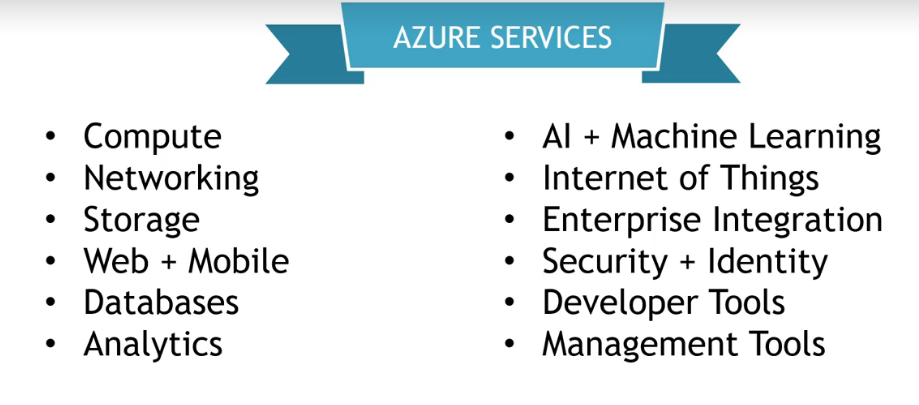 AZURE SERVICES
• Compute
• Networking
• Storage
• Web + Mobile
• Databases
• Analytics
• AI + Machine Learning
• Internet of Things
• Enterprise Integration
• Security + Identity
• Developer Tools
• Management Tools